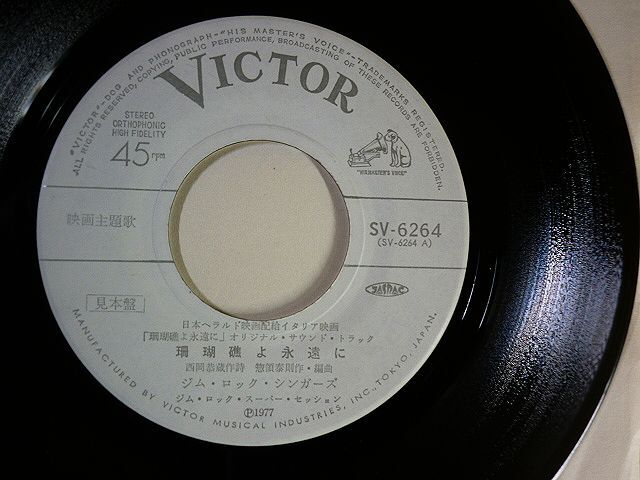 "VICTOR"–DOG AND PHONOGRAPH–"HIS MASTER'S VOICE"–TRADEMARKS REGISTERED.
ALL RIGHTS RESERVED, COPYING, PUBLIC PERFORMANCE, BROADCASTING OF THESE RECORDS ARE FORBIDDEN.
VICTOR
STEREO
ORTHOPHONIC
HIGH FIDELITY
45 rpm
"HIS MASTER'S VOICE"
映画主題歌
SV-6264
(SV-6264 A)
JASRAC
見本盤
日本ヘラルド映画配給イタリア映画
「珊瑚礁よ永遠に」オリジナル・サウンド・トラック
珊瑚礁よ永遠に
西岡恭蔵作詩 惣領泰則作・編曲
ジム・ロック・シンガーズ
ジム・ロック・スーパー・セッション
Ⓟ1977
MANUFACTURED BY VICTOR MUSICAL INDUSTRIES, INC., TOKYO, JAPAN.